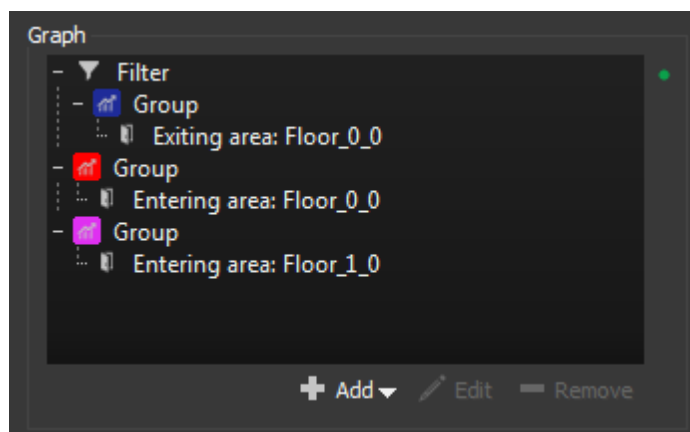 Graph
Filter
Group
Exiting area: Floor_0_0
Group
Entering area: Floor_0_0
Group
Entering area: Floor_1_0
Add Edit Remove